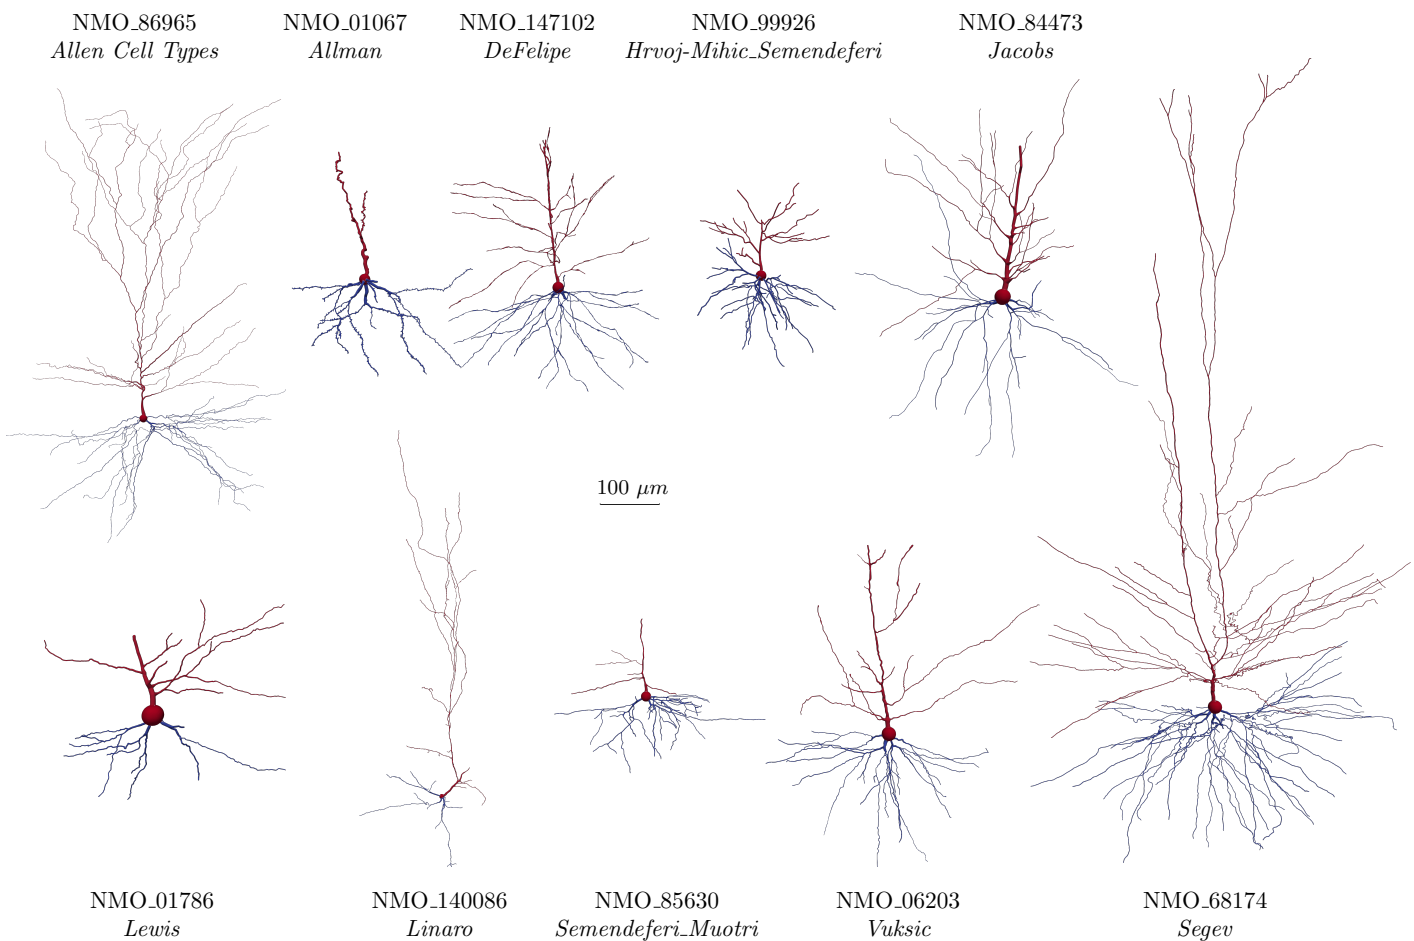 NMO_86965
Allen Cell Types
NMO_01067
Allman
NMO_147102
DeFelipe
NMO_99926
Hrvoj-Mihic_Semendeferi
NMO_84473
Jacobs
100 µm
NMO_01786
Lewis
NMO_140086
Linaro
NMO_85630
Semendeferi_Muotri
NMO_06203
Vuksic
NMO_68174
Segev